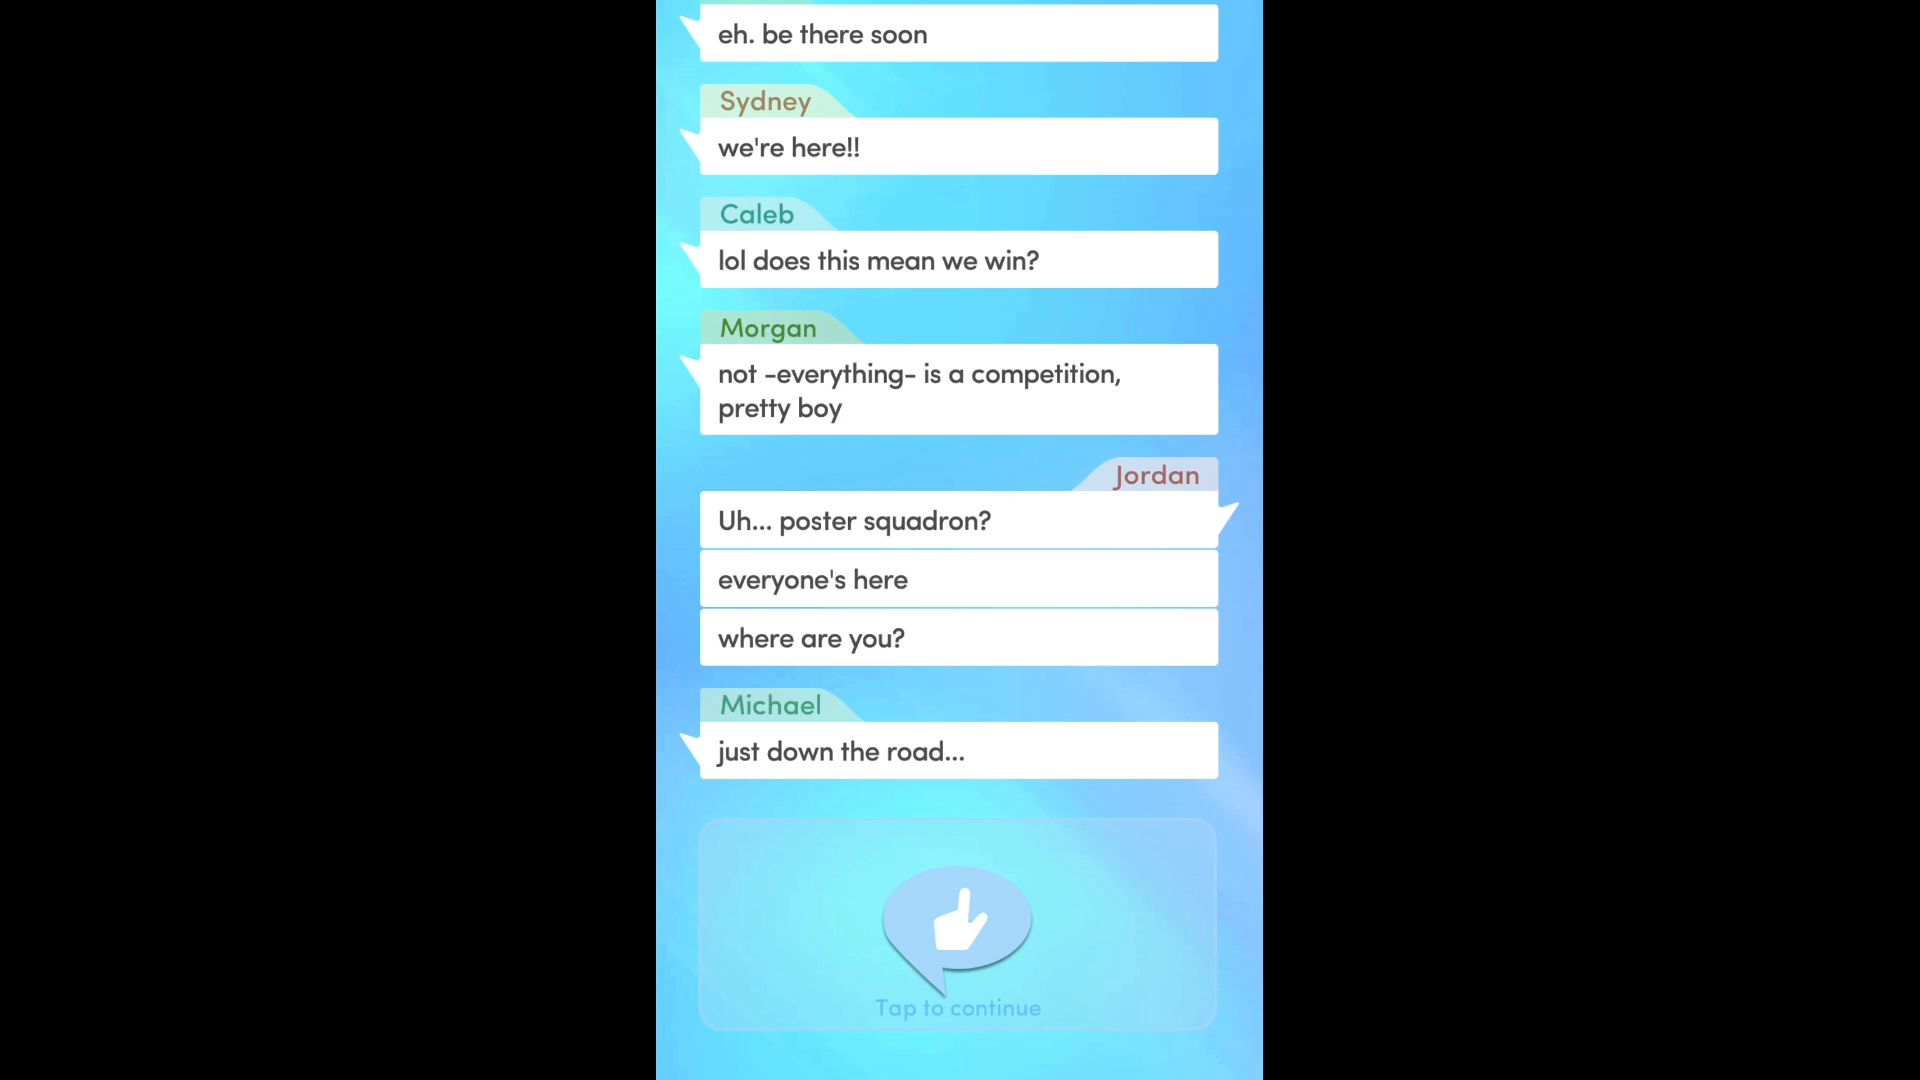 eh. be there soon
Sydney
we're here!!
Caleb
lol does this mean we win?
Morgan
not -everything- is a competition,
pretty boy
Jordan
Uh... poster squadron?
everyone's here
where are you?
Michael
just down the road...
Tap to continue